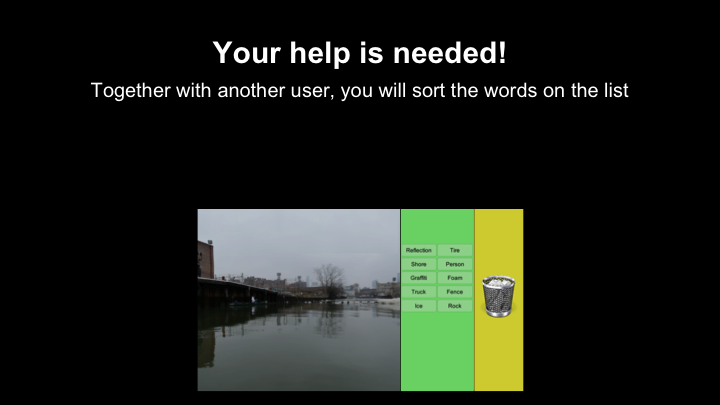 Your help is needed!
Together with another user, you will sort the words on the list
Reflection Tire
Shore Person
Graffiti Foam
Truck Fence
Ice Rock